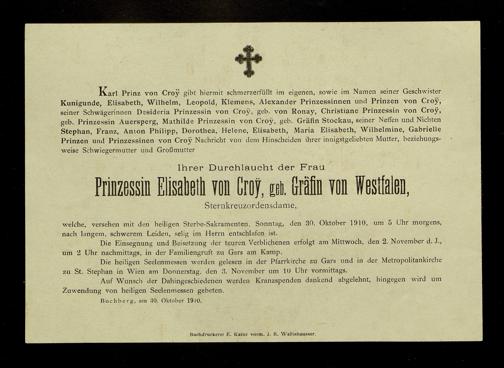 Karl Prinz von Croÿ gibt hiermit schmerzerfüllt im eigenen, sowie im Namen seiner Geschwister
Kunigunde, Elisabeth, Wilhelm, Leopold, Klemens, Alexander Prinzessinnen und Prinzen von Croÿ,
seiner Schwägerinnen Desideria Prinzessin von Croÿ, geb. von Ronay, Christiane Prinzessin von Croÿ,
geb. Prinzessin Auersperg, Mathilde Prinzessin von Croÿ, geb. Gräfin Stockau, seiner Neffen und Nichten
Stephan, Franz, Anton Philipp, Dorothea, Helene, Elisabeth, Maria Elisabeth, Wilhelmine, Gabrielle
Prinzen und Prinzessinnen von Croÿ Nachricht von dem Hinscheiden ihrer innigstgeliebten Mutter, beziehungs-
weise Schwiegermutter und Großmutter
Ihrer Durchlaucht der Frau
Prinzessin Elisabeth von Croÿ, geb. Gräfin von Westfalen,
Sternkreuzordensdame,
welche, versehen mit den heiligen Sterbe-Sakramenten, Sonntag, den 30. Oktober 1910, um 5 Uhr morgens,
nach langem, schwerem Leiden, selig im Herrn entschlafen ist.
Die Einsegnung und Beisetzung der teuren Verblichenen erfolgt am Mittwoch, den 2. November d. J.,
um 2 Uhr nachmittags, in der Familiengruft zu Gars am Kamp.
Die heiligen Seelenmessen werden gelesen in der Pfarrkirche zu Gars und in der Metropolitankirche
zu St. Stephan in Wien am Donnerstag, den 3. November um 10 Uhr vormittags.
Auf Wunsch der Dahingeschiedenen werden Kranzspenden dankend abgelehnt, hingegen wird um
Zuwendung von heiligen Seelenmessen gebeten.
Buchberg, am 30. Oktober 1910.
Buchdruckerei E. Kainz vorm. J. B. Wallishausser.